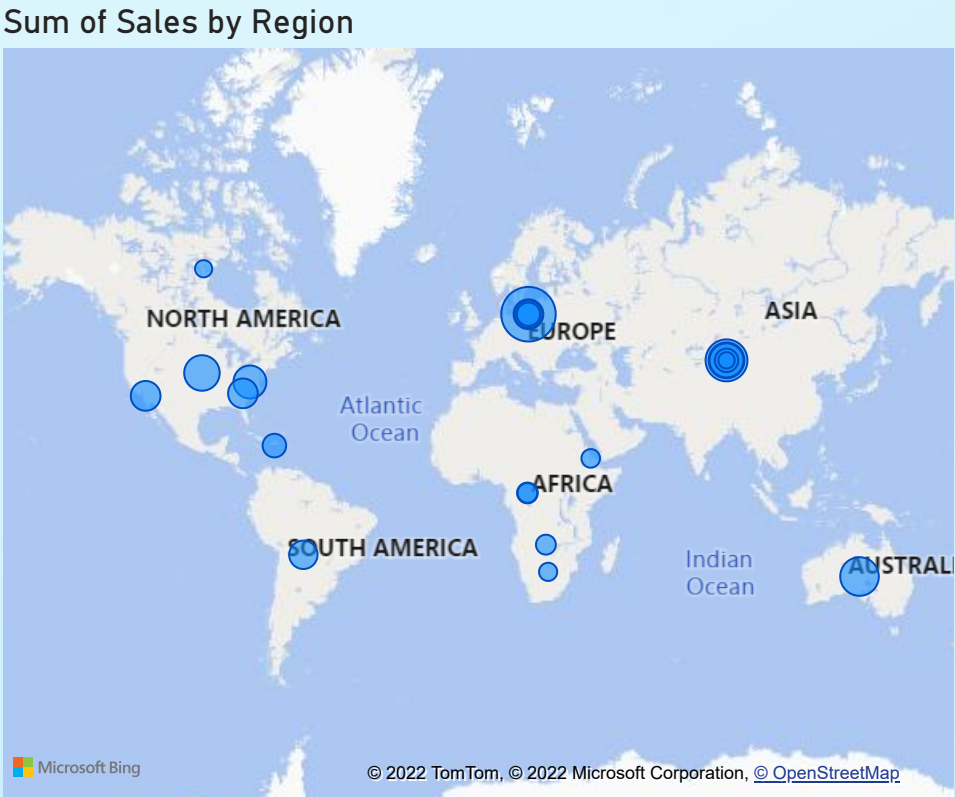 Sum of Sales by Region
ASIA
NORTH AMERICA
EUROPE
Atlantic
Ocean
AFRICA
SOUTH AMERICA
Indian
Ocean
AUSTRALI
Microsoft Bing
© 2022 TomTom, © 2022 Microsoft Corporation, © OpenStreetMap